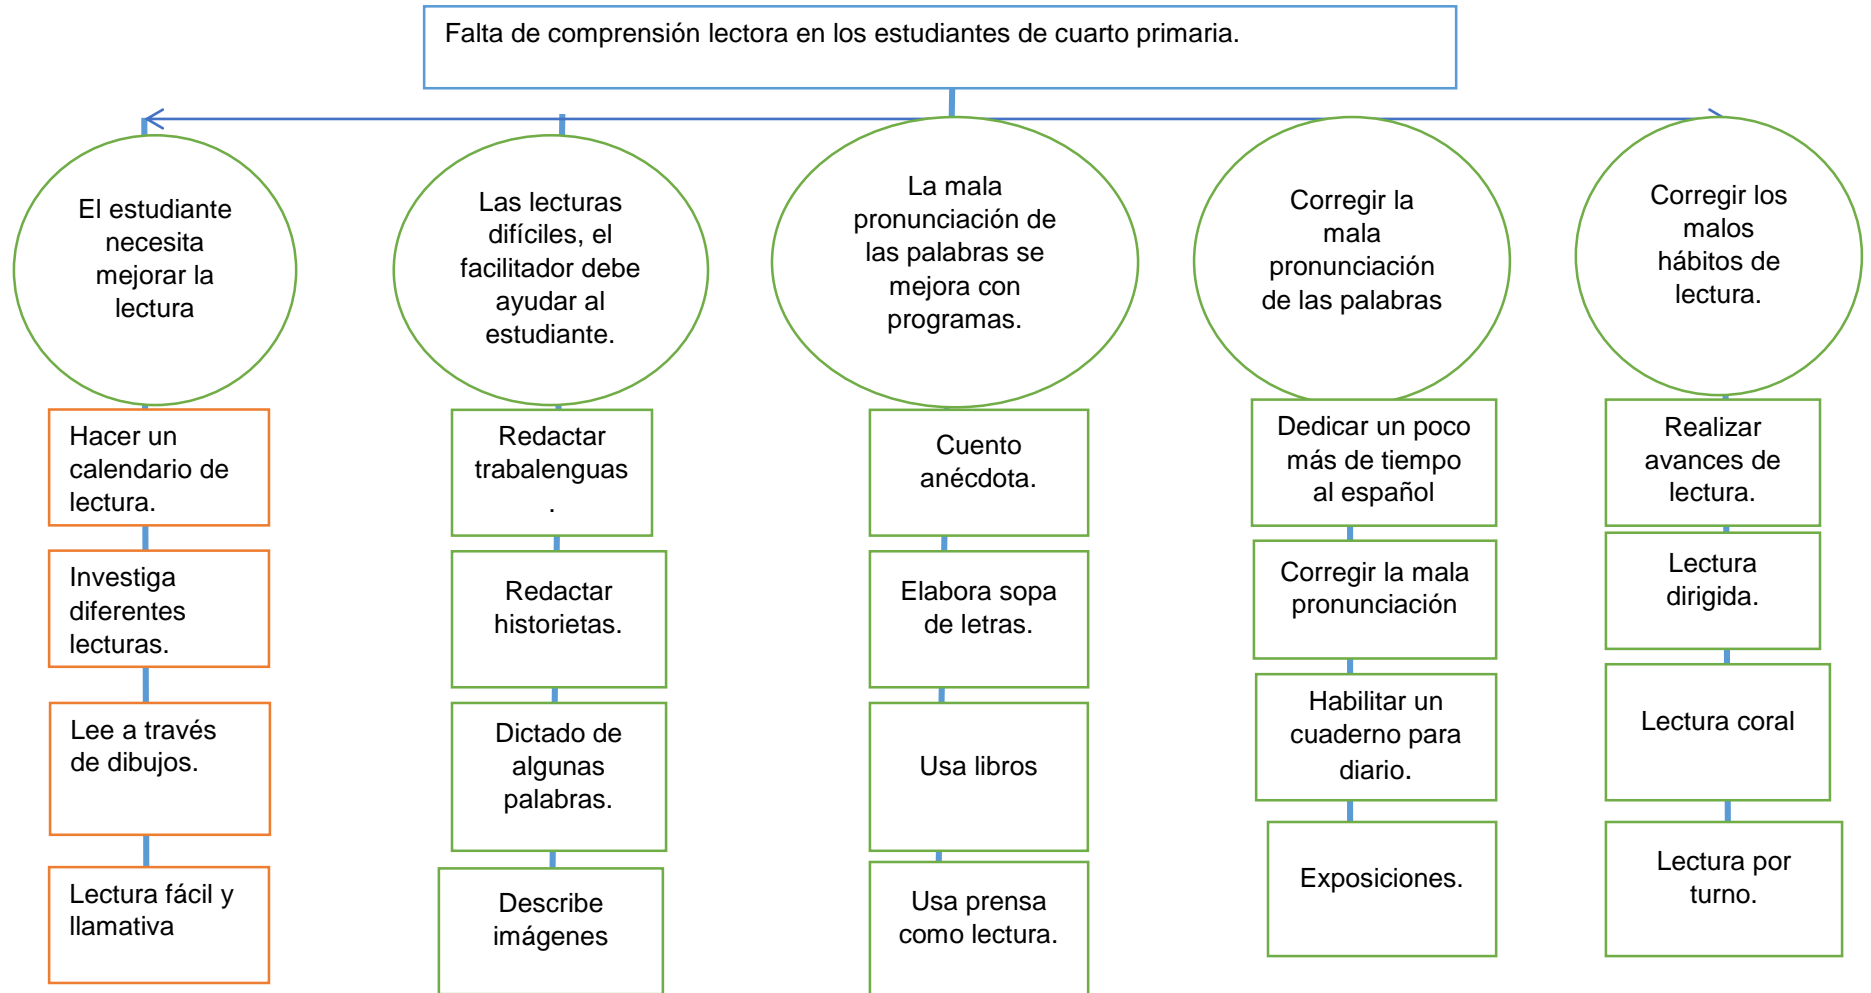 Falta de comprensión lectora en los estudiantes de cuarto primaria.
El estudiante
necesita
mejorar la
lectura
Las lecturas
difíciles, el
facilitador debe
ayudar al
estudiante.
La mala
pronunciación de
las palabras se
mejora con
programas.
Corregir la
mala
pronunciación
de las palabras
Corregir los
malos
hábitos de
lectura.
Hacer un
calendario de
lectura.
Investiga
diferentes
lecturas.
Lee a través
de dibujos.
Lectura fácil y
llamativa
Redactar
trabalenguas
.
Redactar
historietas.
Dictado de
algunas
palabras.
Describe
imágenes
Cuento
anécdota.
Elabora sopa
de letras.
Usa libros
Usa prensa
como lectura.
Dedicar un poco
más de tiempo
al español
Corregir la mala
pronunciación
Habilitar un
cuaderno para
diario.
Exposiciones.
Realizar
avances de
lectura.
Lectura
dirigida.
Lectura coral
Lectura por
turno.